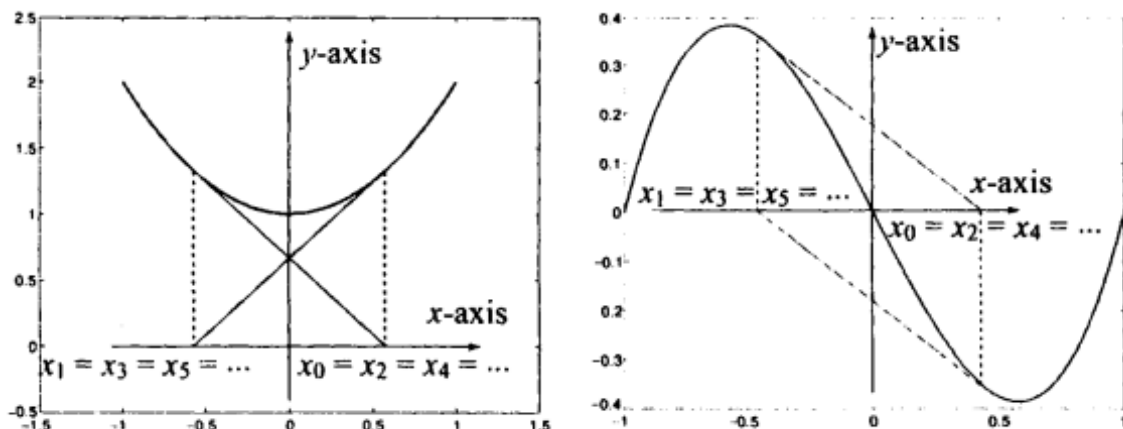 y-axis
2.5
2
1.5
1
0.5
0
-0.5
x-axis
x₁ = x₃ = x₅ = ...
x₀ = x₂ = x₄ = ...
-1.5 -1 -0.5 0 0.5 1 1.5
y-axis
0.4
0.3
0.2
0.1
0
-0.1
-0.2
-0.3
-0.4
x-axis
x₁ = x₃ = x₅ = ...
x₀ = x₂ = x₄ = ...
-1 -0.5 0 0.5 1